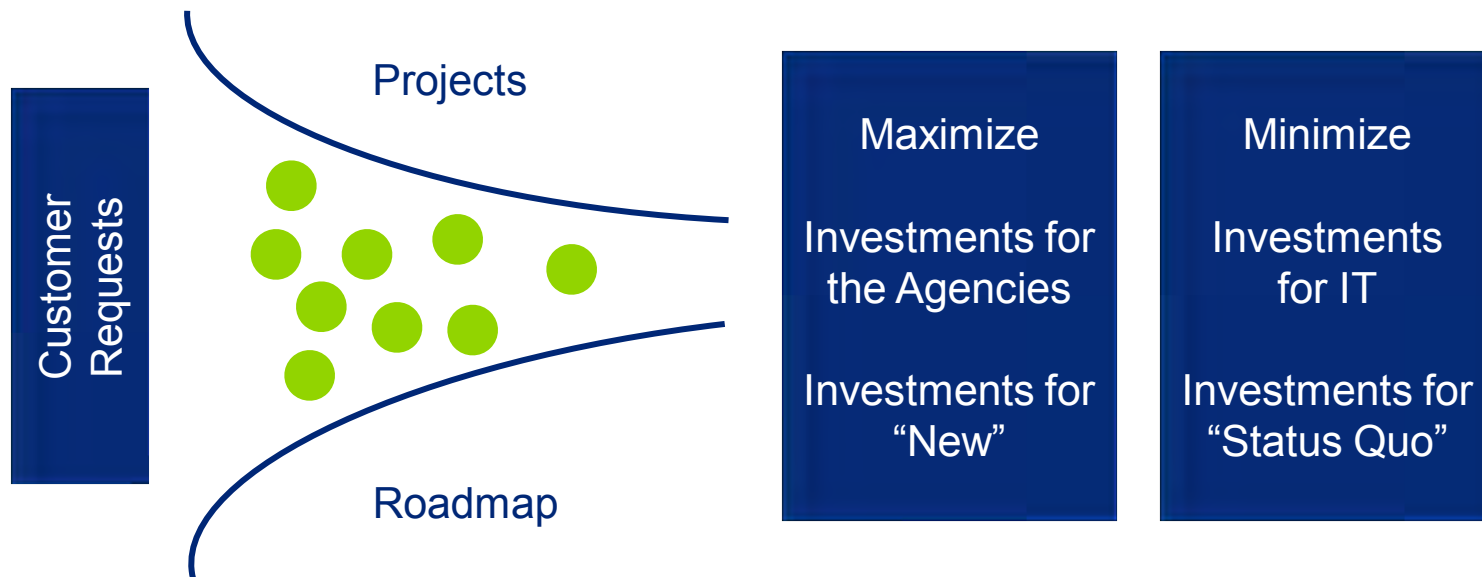 Customer
Requests
Projects
Roadmap
Maximize
Investments for
the Agencies
Investments for
“New”
Minimize
Investments
for IT
Investments for
“Status Quo”